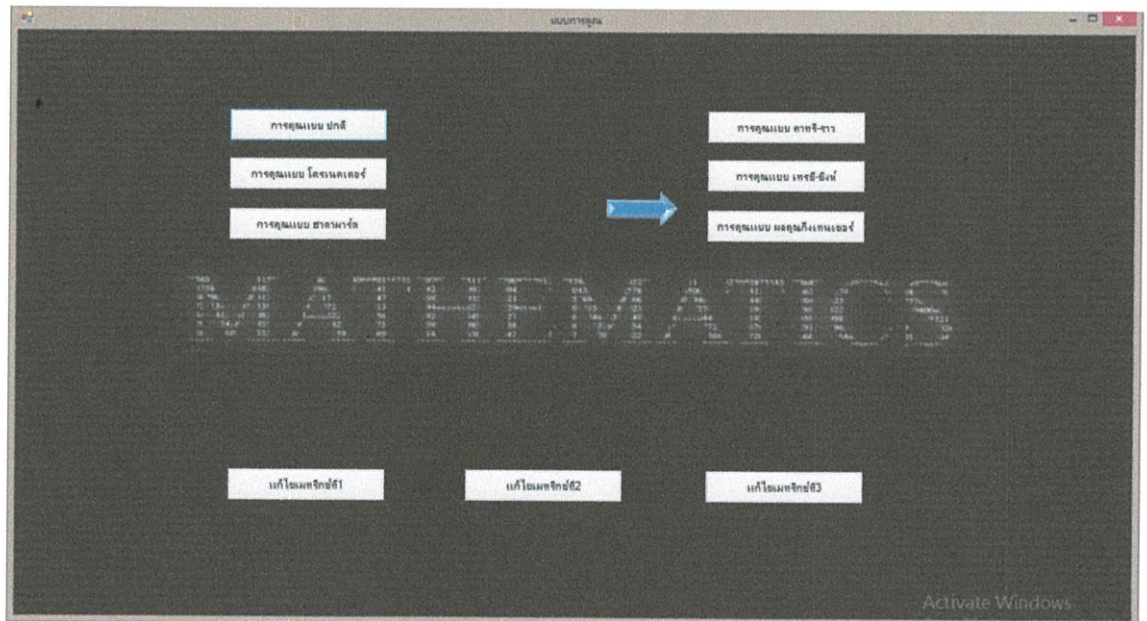 แบบการคูณ
การคูณแบบ ปกติ
การคูณแบบ คาทรี-ราว
การคูณแบบ โครเนคเคอร์
การคูณแบบ เทรซี-ซิงห์
การคูณแบบ ฮาดามาร์ด
การคูณแบบ ผลคูณกึ่งเทนเซอร์
MATHEMATICS
แก้ไขเมทริกซ์ที่1
แก้ไขเมทริกซ์ที่2
แก้ไขเมทริกซ์ที่3
Activate Windows